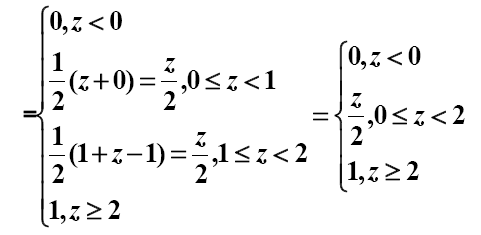 = { 0, z < 0
1/2 (z + 0) = z/2, 0 ≤ z < 1
1/2 (1 + z − 1) = z/2, 1 ≤ z < 2
1, z ≥ 2
= { 0, z < 0
z/2, 0 ≤ z < 2
1, z ≥ 2